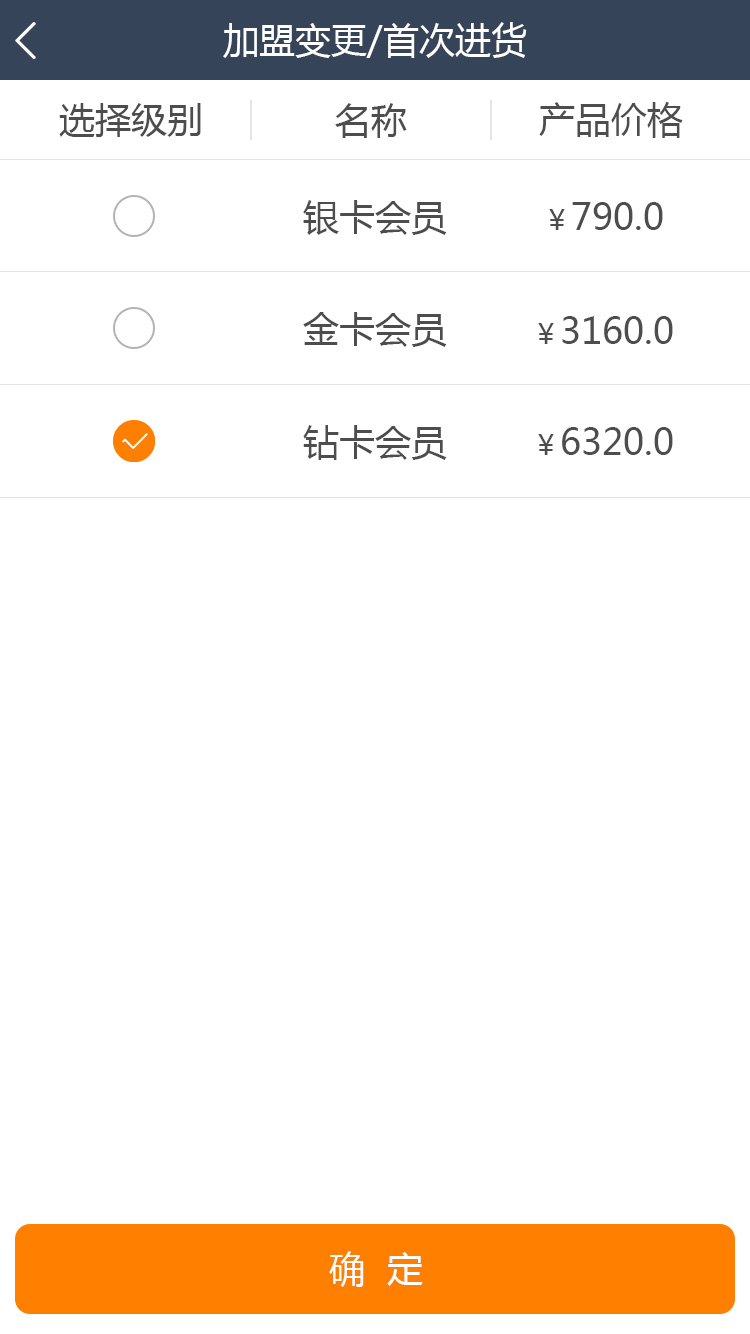 加盟变更/首次进货
选择级别 名称 产品价格
银卡会员 ¥790.0
金卡会员 ¥3160.0
钻卡会员 ¥6320.0
确 定